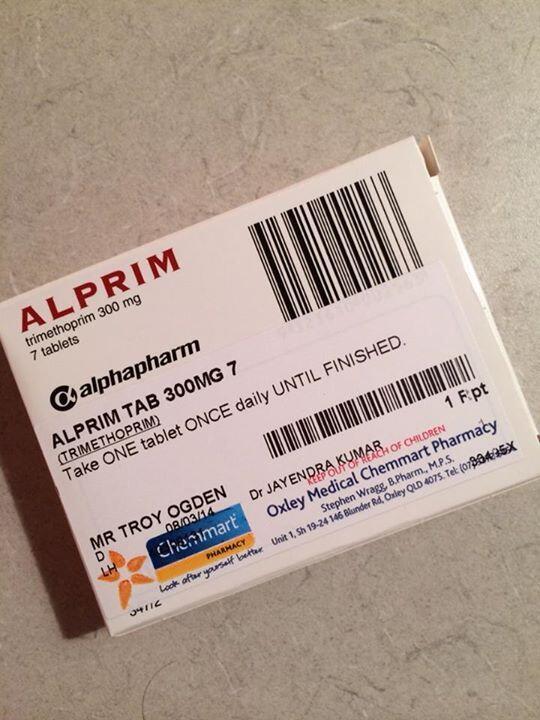 ALPRIM
trimethoprim 300 mg
7 tablets
alphapharm
ALPRIM TAB 300MG 7
(TRIMETHOPRIM)
Take ONE tablet ONCE daily UNTIL FINISHED.
1 Rpt
MR TROY OGDEN
Dr JAYENDRA KUMAR
D 08/03/14
LH
KEEP OUT OF REACH OF CHILDREN
Oxley Medical Chemmart Pharmacy
Stephen Wragg, B.Pharm., M.P.S.
Unit 1, Sh 19-24 146 Blunder Rd, Oxley QLD 4075. Tel: (07)
Chemmart
PHARMACY
Look after yourself better.